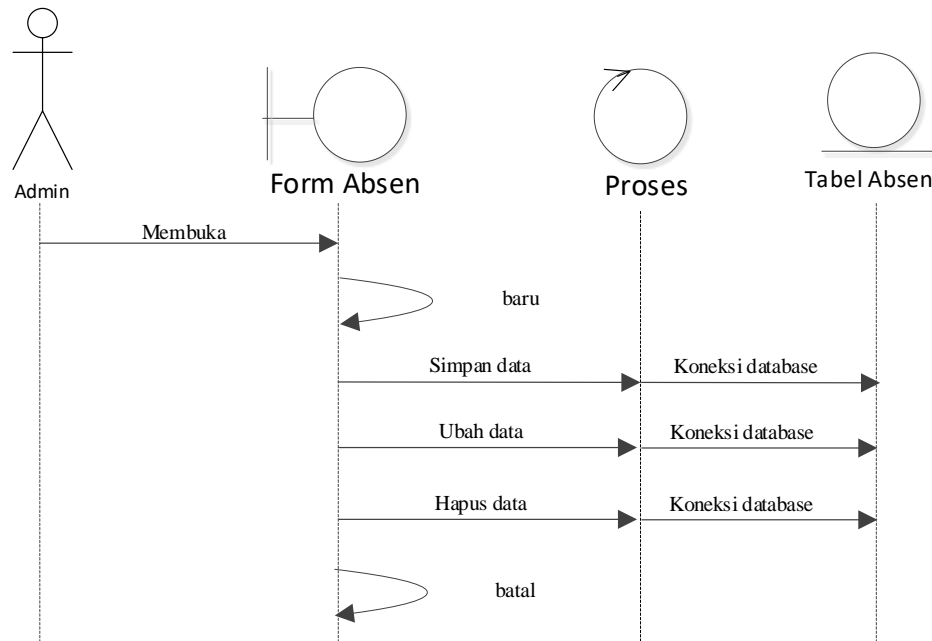 Admin
Form Absen
Proses
Tabel Absen
Membuka
baru
Simpan data
Koneksi database
Ubah data
Koneksi database
Hapus data
Koneksi database
batal